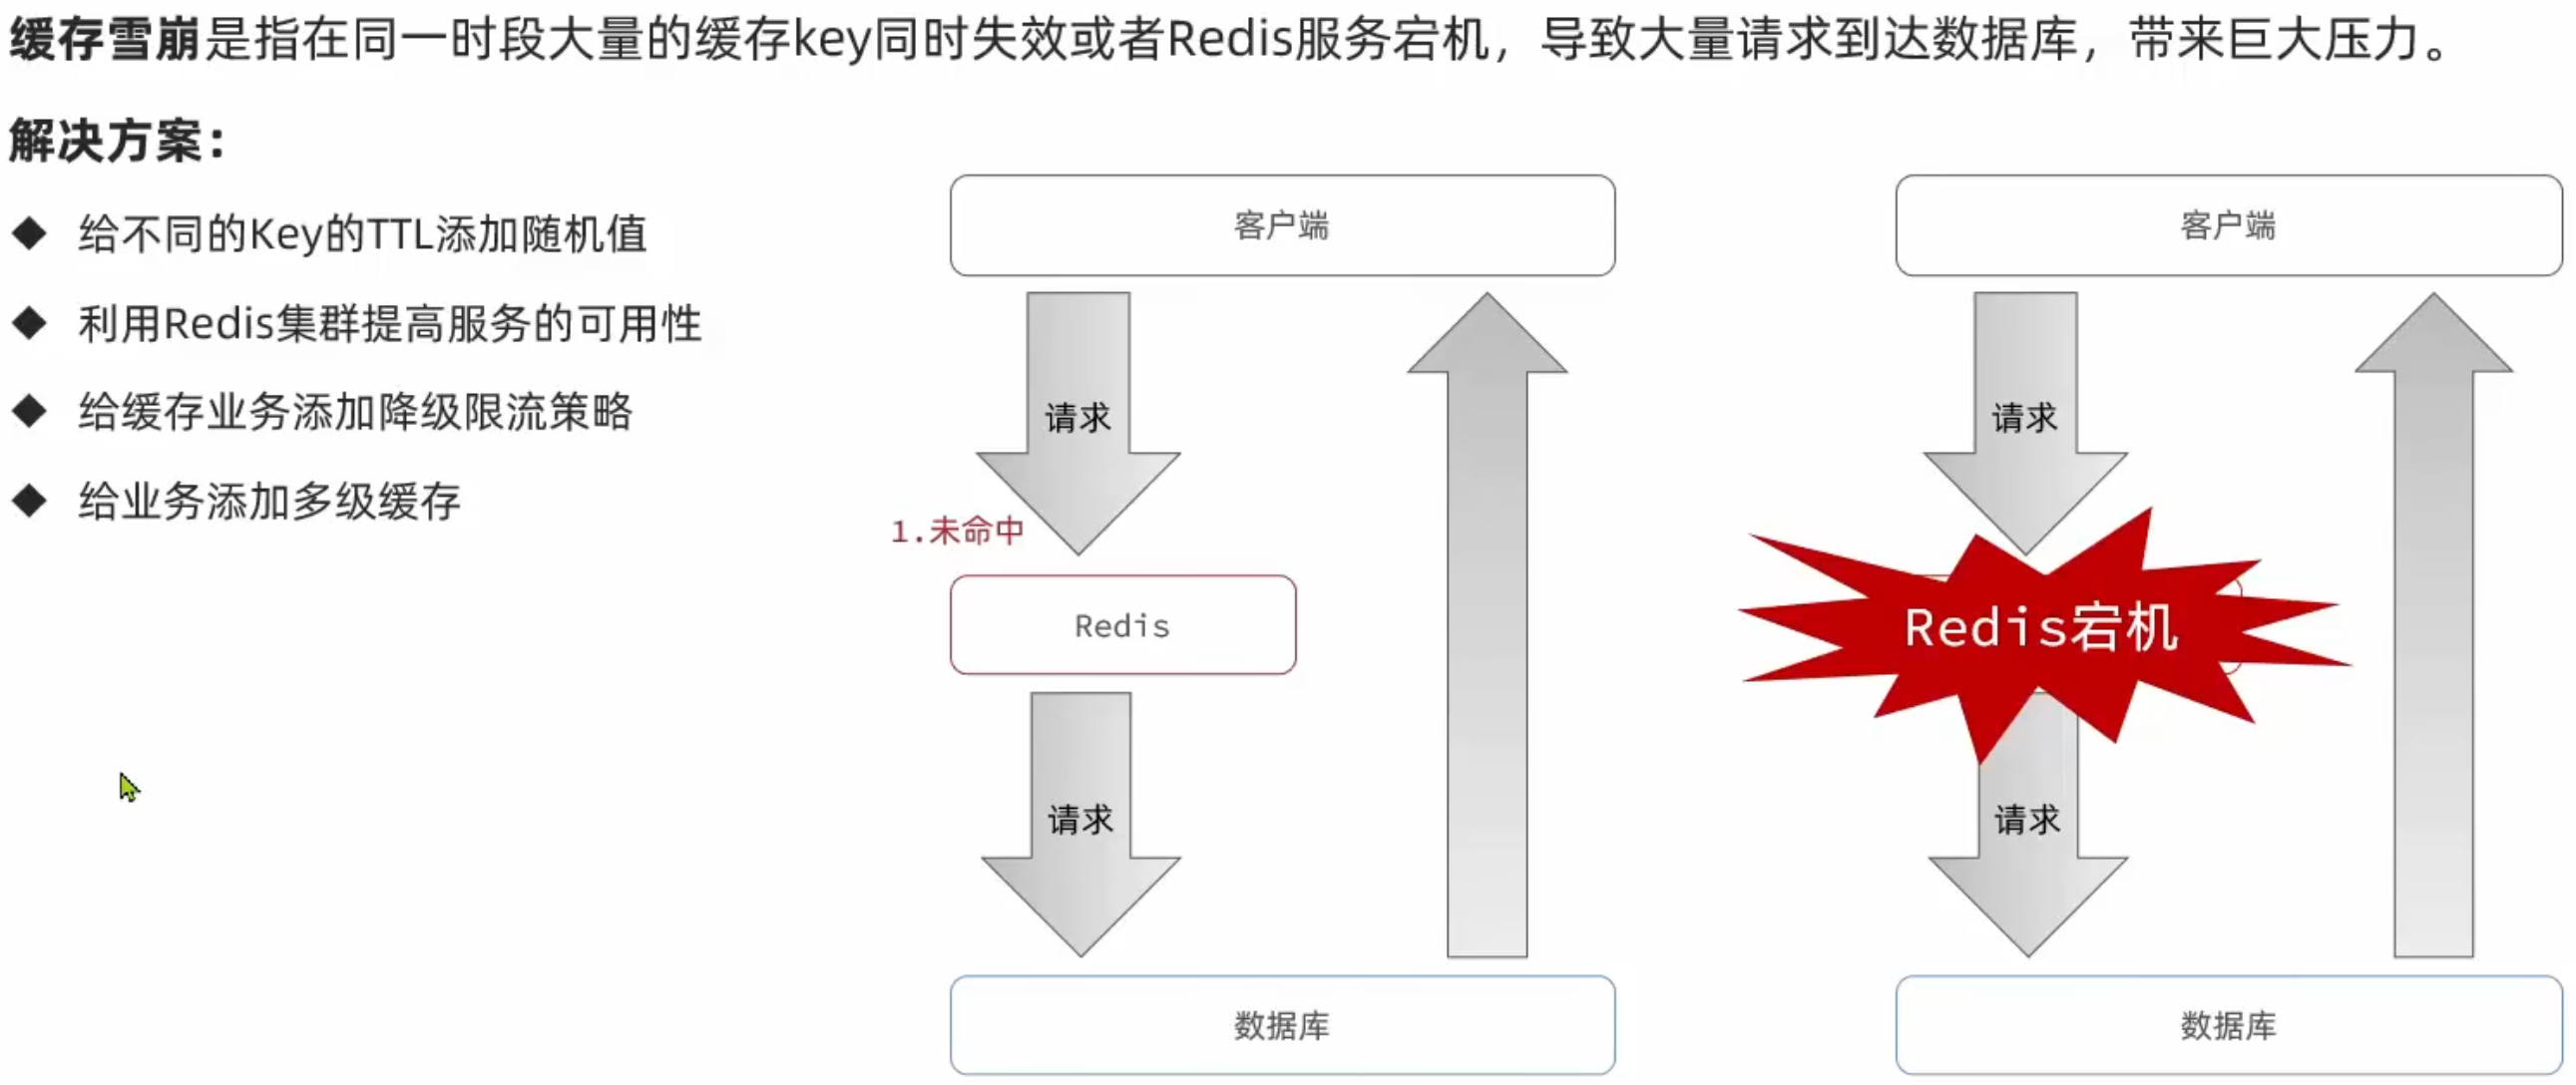 缓存雪崩是指在同一时段大量的缓存key同时失效或者Redis服务宕机，导致大量请求到达数据库，带来巨大压力。
解决方案：
◆ 给不同的Key的TTL添加随机值
◆ 利用Redis集群提高服务的可用性
◆ 给缓存业务添加降级限流策略
◆ 给业务添加多级缓存
客户端
请求
1.未命中
Redis
请求
数据库
客户端
请求
Redis宕机
请求
数据库